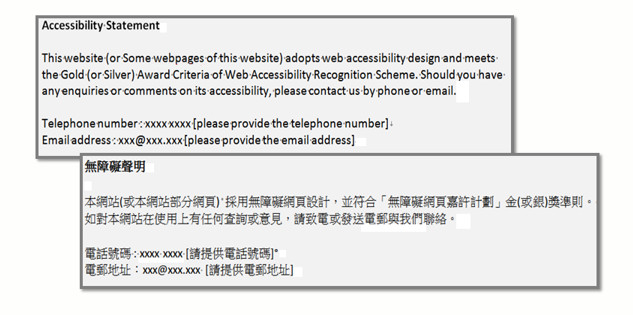 Accessibility Statement
This website (or Some webpages of this website) adopts web accessibility design and meets
the Gold (or Silver) Award Criteria of Web Accessibility Recognition Scheme. Should you have
any enquiries or comments on its accessibility, please contact us by phone or email.
Telephone number : xxxx xxxx [please provide the telephone number]
Email address : xxx@xxx.xxx [please provide the email address]
無障礙聲明
本網站(或本網站部分網頁) 採用無障礙網頁設計，並符合「無障礙網頁嘉許計劃」金(或銀)獎準則。
如對本網站在使用上有任何查詢或意見，請致電或發送電郵與我們聯絡。
電話號碼 : xxxx xxxx [請提供電話號碼]
電郵地址：xxx@xxx.xxx [請提供電郵地址]